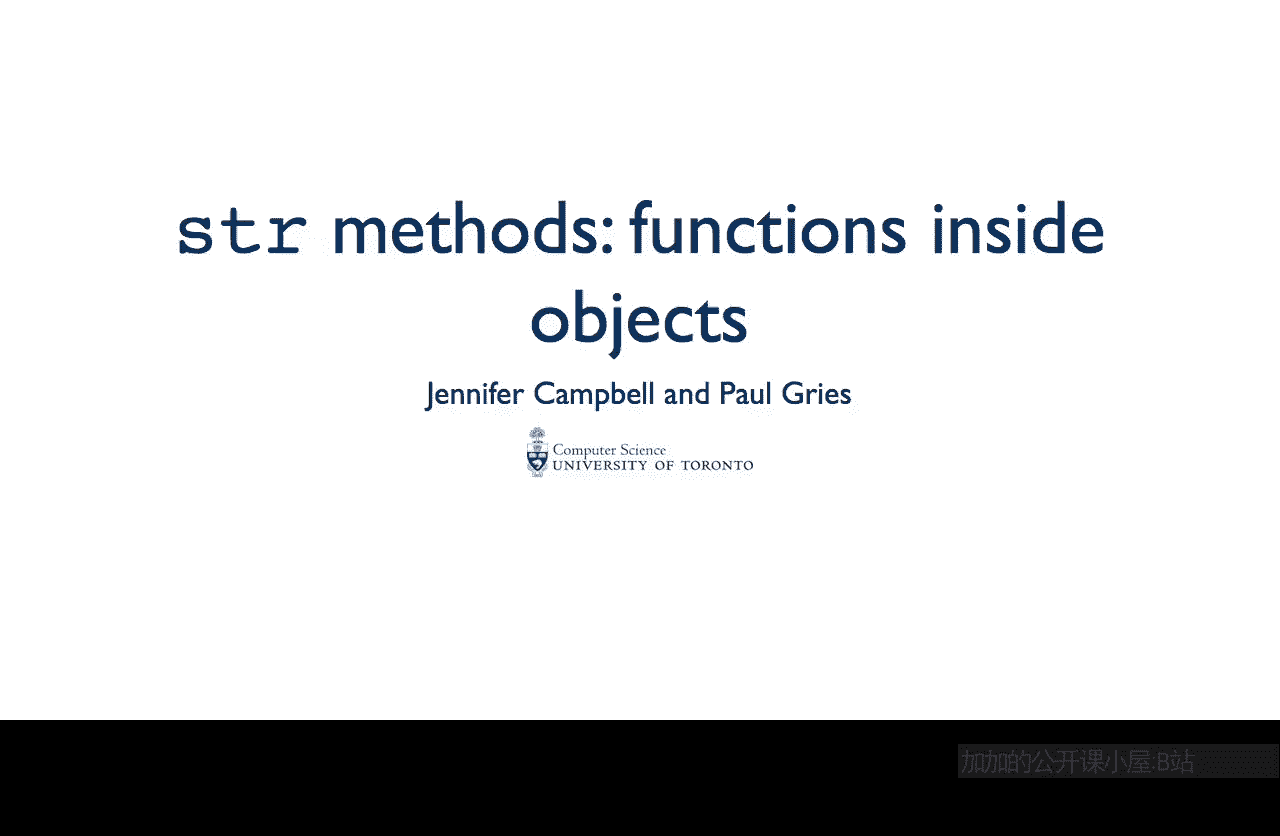 str methods: functions inside
objects
Jennifer Campbell and Paul Gries
Computer Science
UNIVERSITY OF TORONTO
加加的公开课小屋:B站